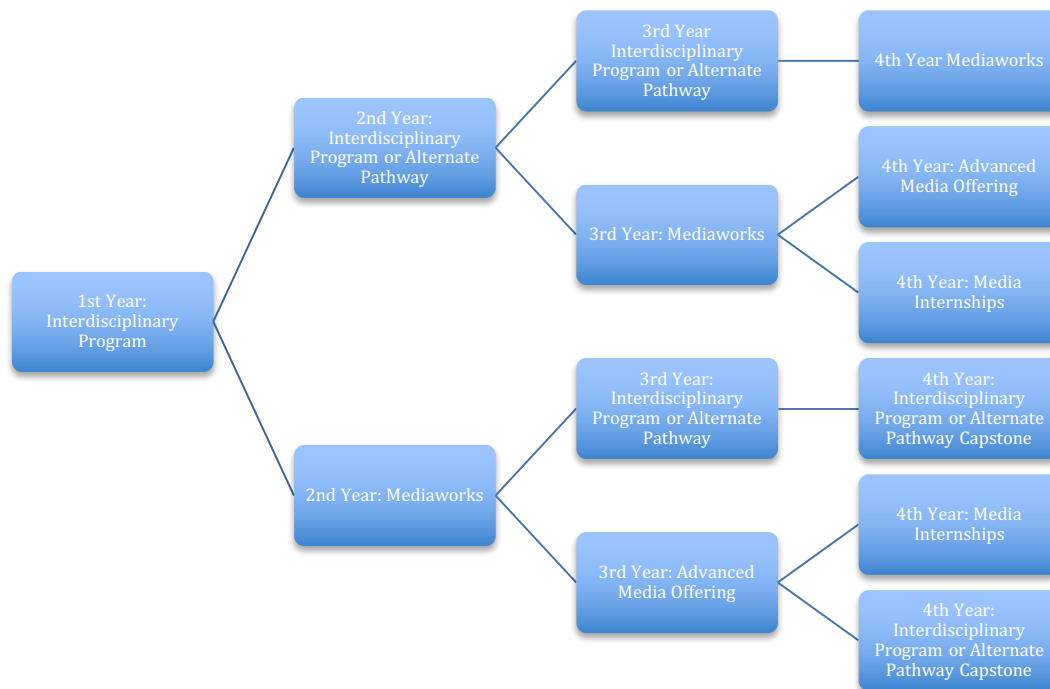 1st Year:
Interdisciplinary
Program
2nd Year:
Interdisciplinary
Program or Alternate
Pathway
3rd Year
Interdisciplinary
Program or Alternate
Pathway
4th Year Mediaworks
3rd Year: Mediaworks
4th Year: Advanced
Media Offering
4th Year: Media
Internships
2nd Year: Mediaworks
3rd Year:
Interdisciplinary
Program or Alternate
Pathway
4th Year:
Interdisciplinary
Program or Alternate
Pathway Capstone
3rd Year: Advanced
Media Offering
4th Year: Media
Internships
4th Year:
Interdisciplinary
Program or Alternate
Pathway Capstone